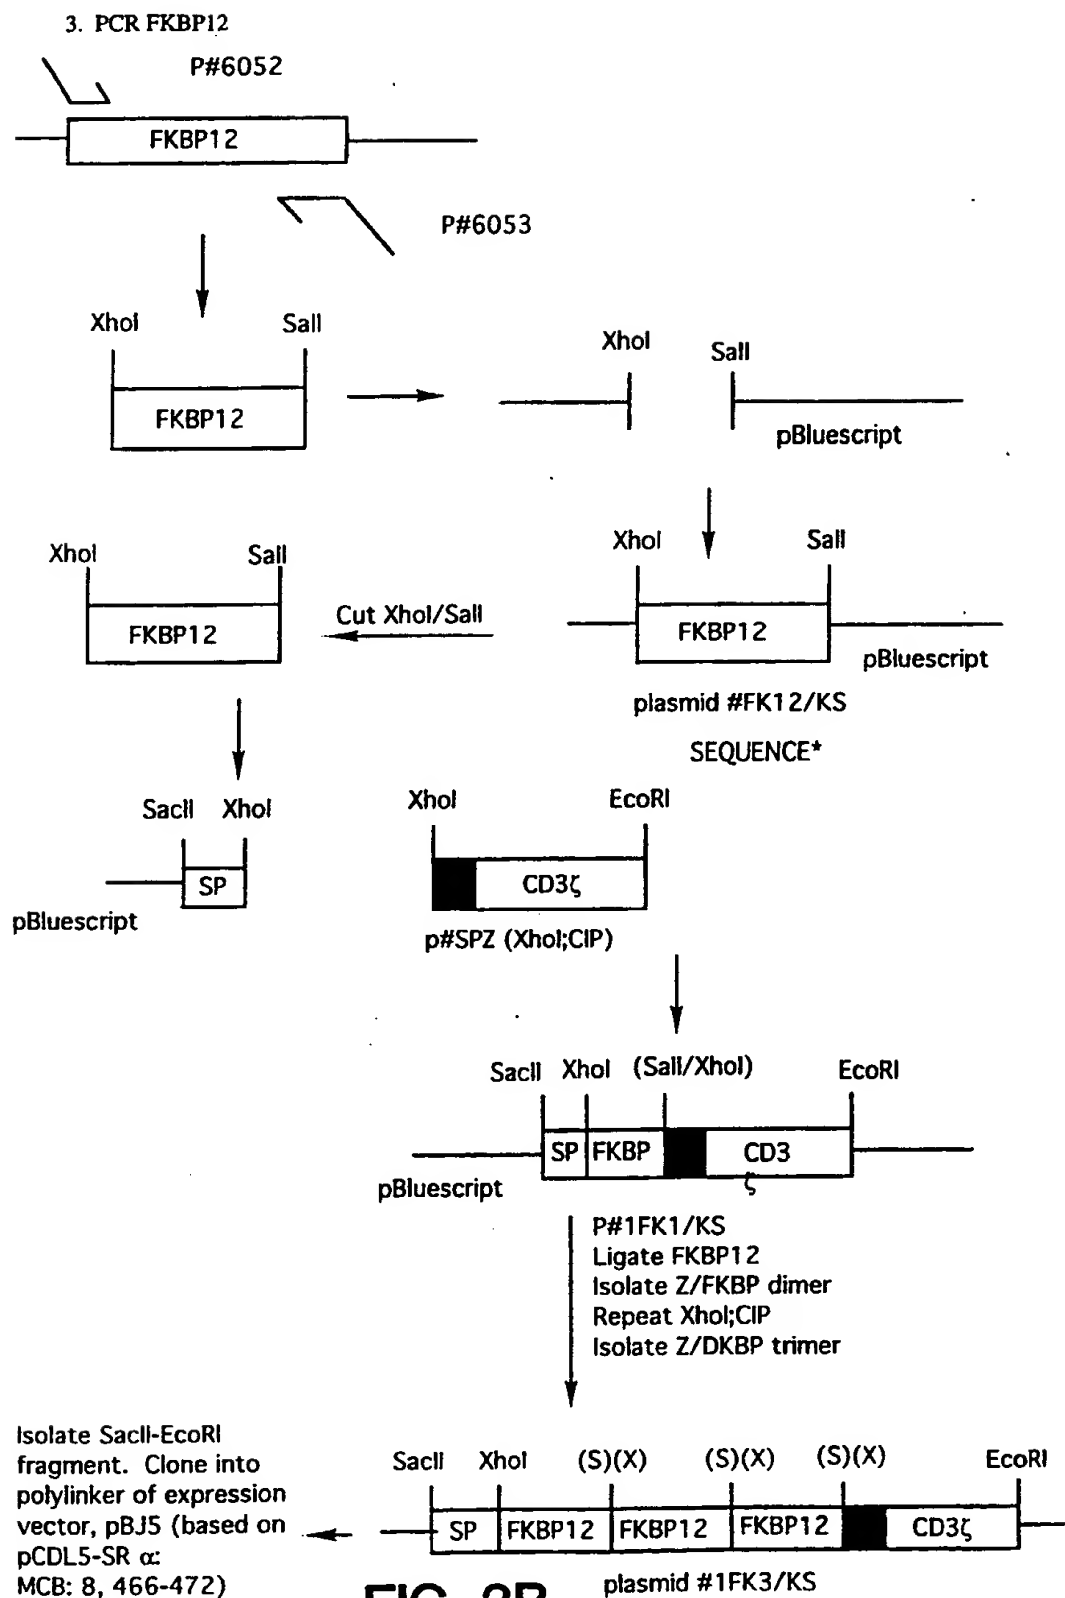 3. PCR FKBP12
P#6052
FKBP12
P#6053
XhoI
SalI
FKBP12
XhoI
SalI
pBluescript
XhoI
SalI
FKBP12
Cut XhoI/SalI
XhoI
SalI
FKBP12
pBluescript
plasmid #FK12/KS
SEQUENCE*
SacII
XhoI
SP
pBluescript
XhoI
EcoRI
CD3ζ
p#SPZ (XhoI;CIP)
SacII
XhoI
(SalI/XhoI)
EcoRI
SP
FKBP
CD3
ζ
pBluescript
P#1FK1/KS
Ligate FKBP12
Isolate Z/FKBP dimer
Repeat XhoI;CIP
Isolate Z/DKBP trimer
Isolate SacII-EcoRI
fragment. Clone into
polylinker of expression
vector, pBJ5 (based on
pCDL5-SR α:
MCB: 8, 466-472)
SacII
XhoI
(S)(X)
(S)(X)
(S)(X)
EcoRI
SP
FKBP12
FKBP12
FKBP12
CD3ζ
plasmid #1FK3/KS